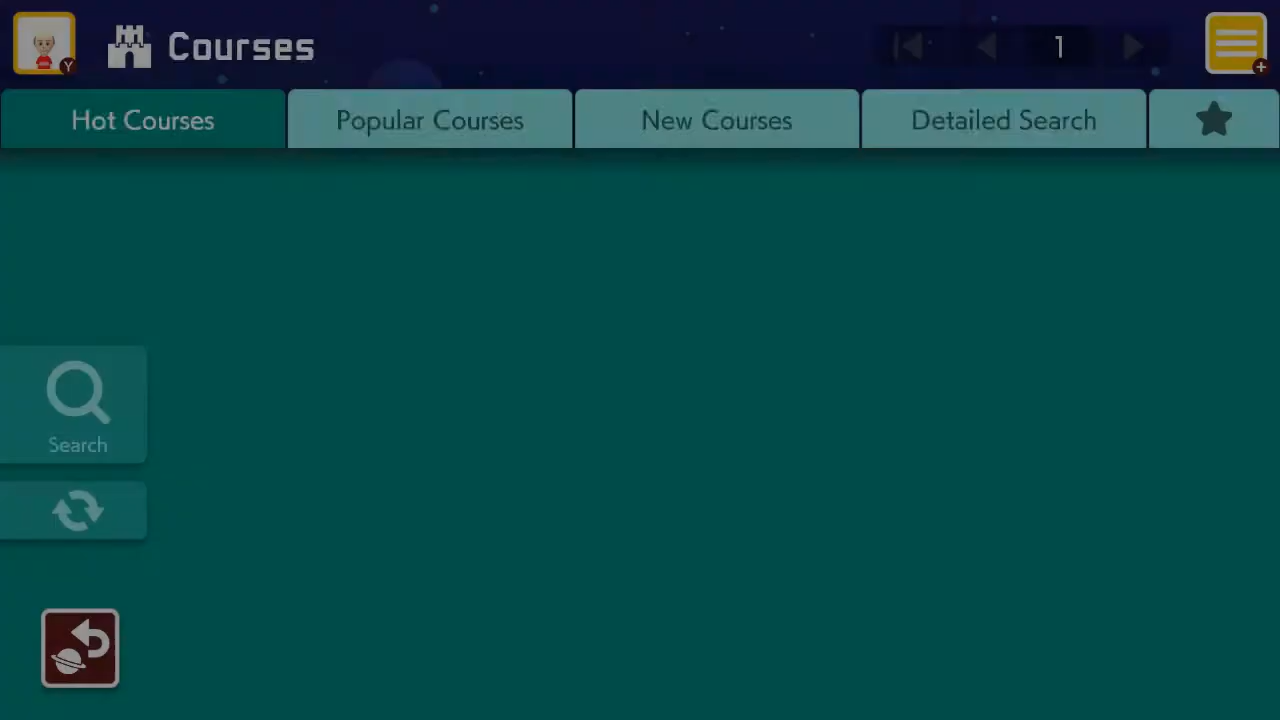 Y
Courses
1
+
Hot Courses
Popular Courses
New Courses
Detailed Search
Search